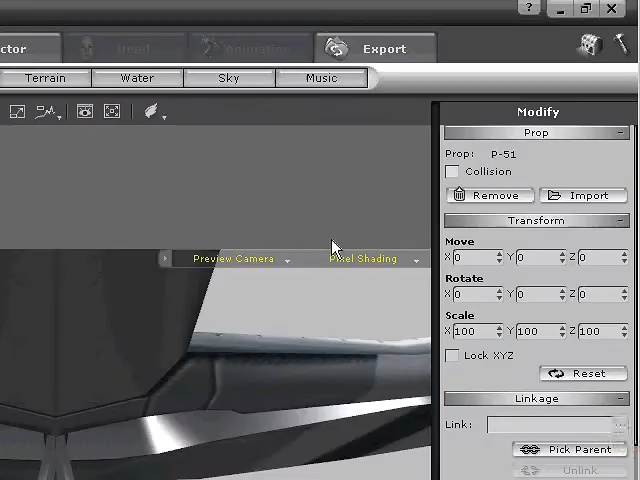 ?
ctor Head Animation Export
Terrain Water Sky Music
Modify
Prop
Prop: P-51
Collision
Remove Import
Transform
Move
X 0 Y 0 Z 0
Rotate
X 0 Y 0 Z 0
Scale
X 100 Y 100 Z 100
Lock XYZ
Reset
Linkage
Link: ...
Pick Parent
Unlink
Preview Camera Pixel Shading